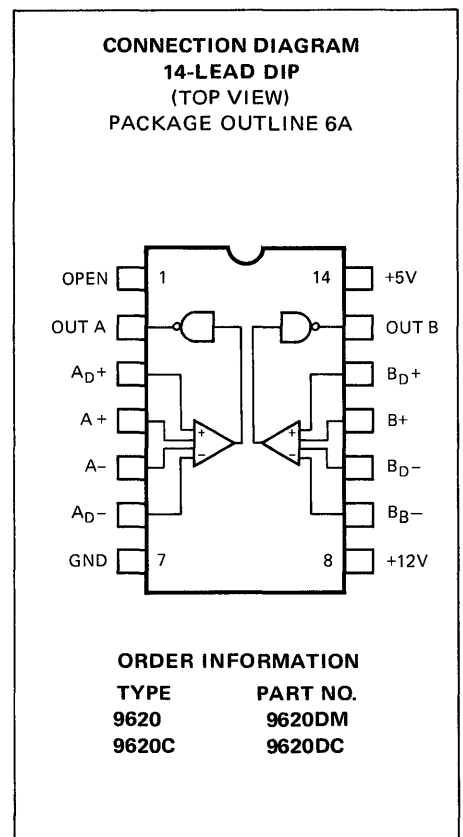 CONNECTION DIAGRAM
14-LEAD DIP
(TOP VIEW)
PACKAGE OUTLINE 6A
OPEN 1 14 +5V
OUT A OUT B
AD+ BD+
A+ + + B+
A- - - BD-
AD- BB-
GND 7 8 +12V
ORDER INFORMATION
TYPE PART NO.
9620 9620DM
9620C 9620DC